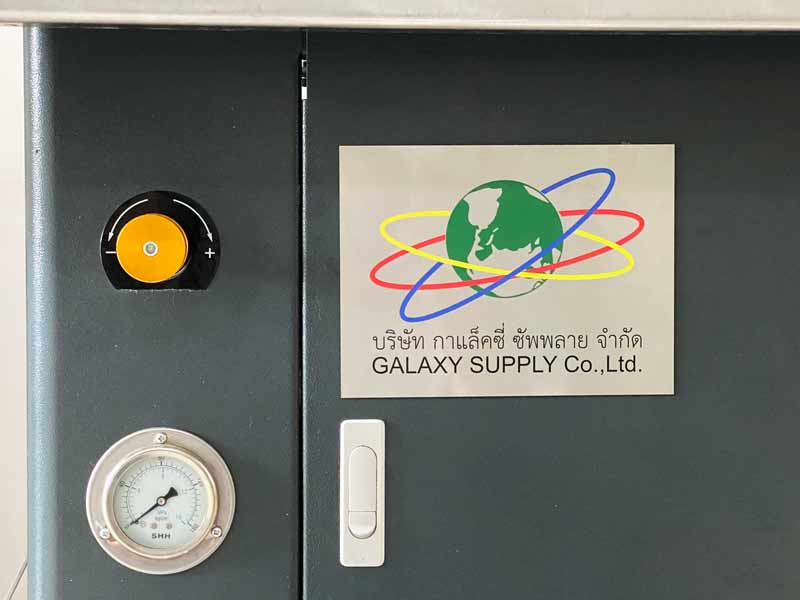 บริษัท กาแล็คซี่ ซัพพลาย จำกัด
GALAXY SUPPLY Co.,Ltd.
- +
MPa
SHH